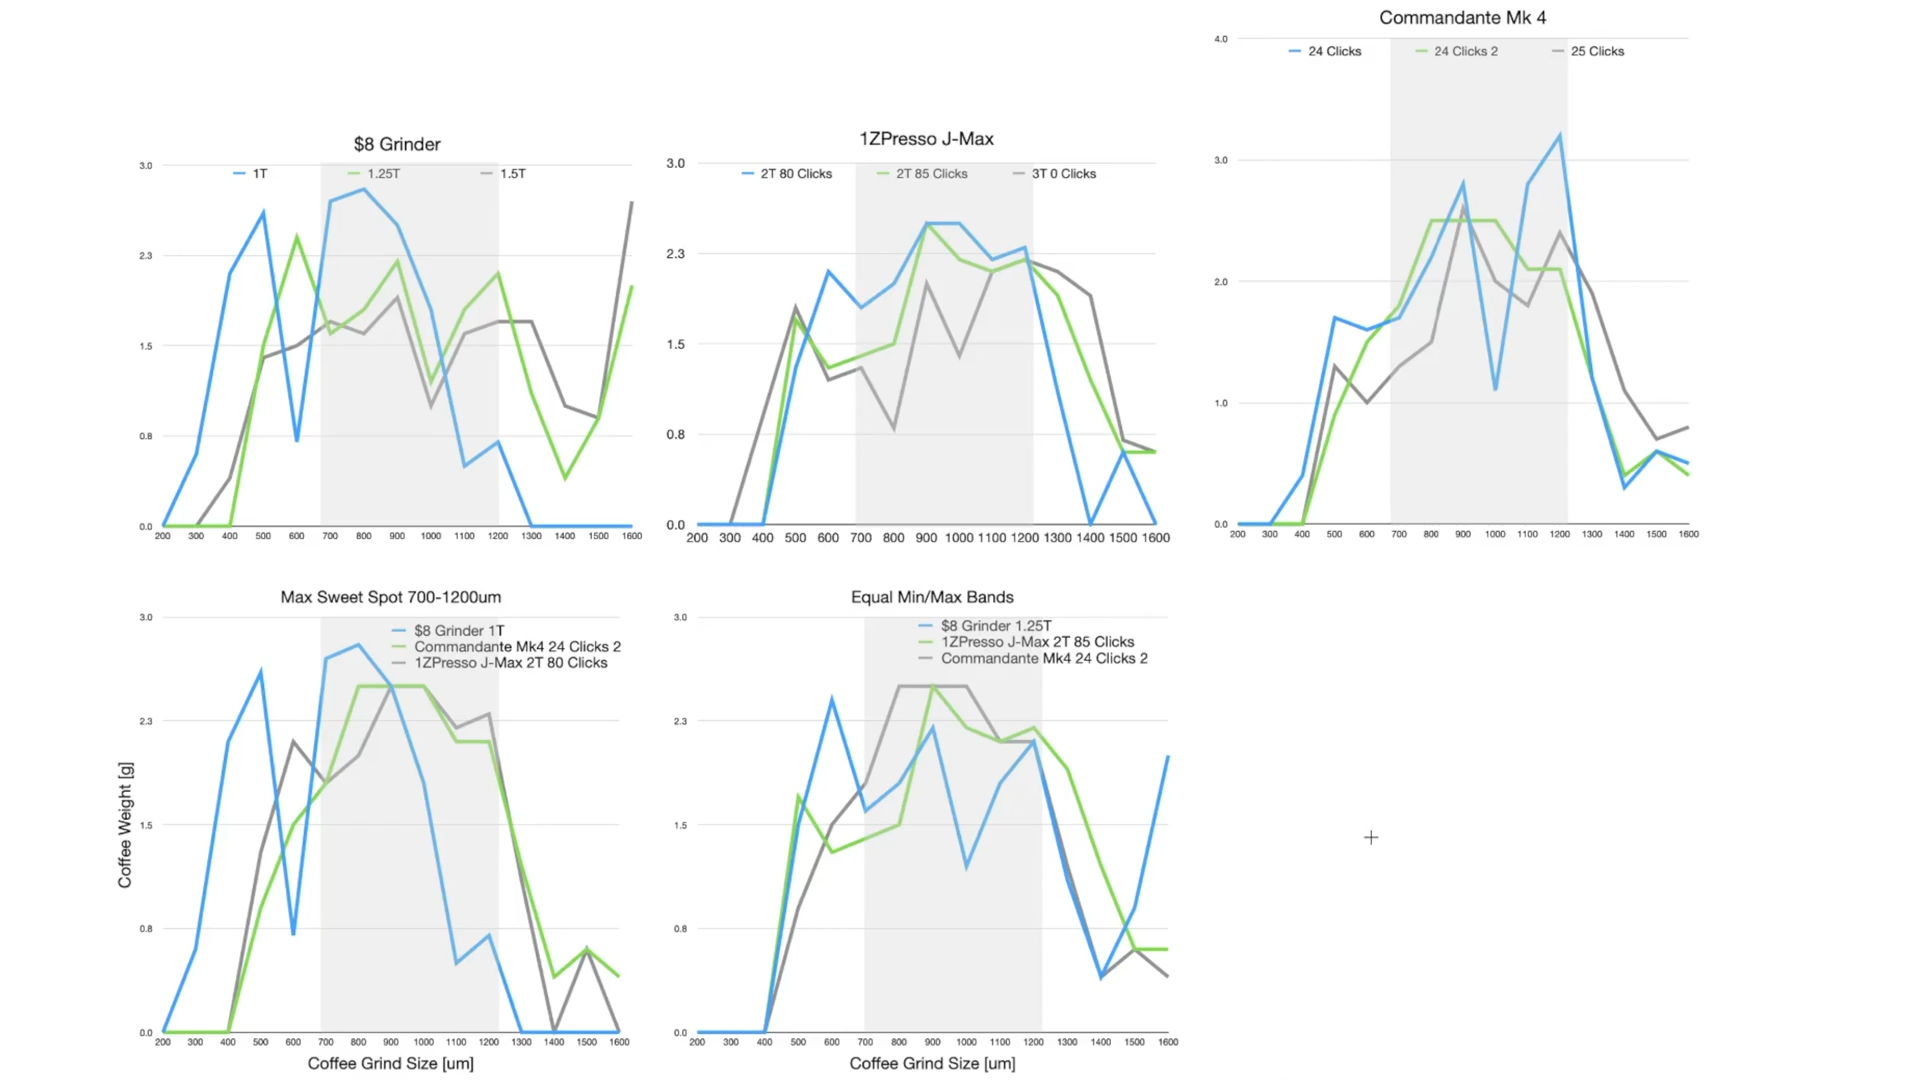 Commandante Mk 4
4.0
24 Clicks 24 Clicks 2 25 Clicks
3.0
2.0
1.0
0.0
200 300 400 500 600 700 800 900 1000 1100 1200 1300 1400 1500 1600
$8 Grinder
3.0
1T 1.25T 1.5T
2.3
1.5
0.8
0.0
200 300 400 500 600 700 800 900 1000 1100 1200 1300 1400 1500 1600
1ZPresso J-Max
3.0
2T 80 Clicks 2T 85 Clicks 3T 0 Clicks
2.3
1.5
0.8
0.0
200 300 400 500 600 700 800 900 1000 1100 1200 1300 1400 1500 1600
Max Sweet Spot 700-1200um
3.0
$8 Grinder 1T
Commandante Mk4 24 Clicks 2
1ZPresso J-Max 2T 80 Clicks
2.3
1.5
0.8
0.0
Coffee Weight [g]
200 300 400 500 600 700 800 900 1000 1100 1200 1300 1400 1500 1600
Coffee Grind Size [um]
Equal Min/Max Bands
3.0
$8 Grinder 1.25T
1ZPresso J-Max 2T 85 Clicks
Commandante Mk4 24 Clicks 2
2.3
1.5
0.8
0.0
200 300 400 500 600 700 800 900 1000 1100 1200 1300 1400 1500 1600
Coffee Grind Size [um]